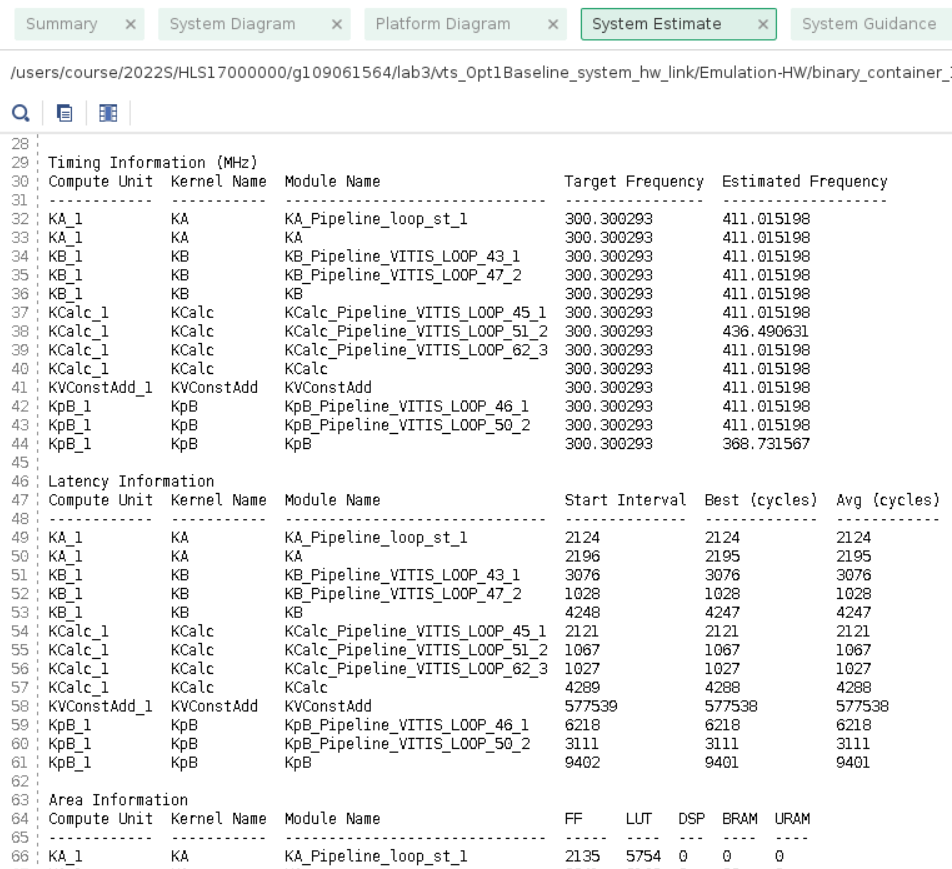 Summary × System Diagram × Platform Diagram × System Estimate × System Guidance
/users/course/2022S/HLS17000000/g109061564/lab3/vts_Opt1Baseline_system_hw_link/Emulation-HW/binary_container_
28
29 Timing Information (MHz)
30 Compute Unit Kernel Name Module Name Target Frequency Estimated Frequency
31 ------------ ----------- ------------------------------ ---------------- -------------------
32 KA_1 KA KA_Pipeline_loop_st_1 300.300293 411.015198
33 KA_1 KA KA 300.300293 411.015198
34 KB_1 KB KB_Pipeline_VITIS_LOOP_43_1 300.300293 411.015198
35 KB_1 KB KB_Pipeline_VITIS_LOOP_47_2 300.300293 411.015198
36 KB_1 KB KB 300.300293 411.015198
37 KCalc_1 KCalc KCalc_Pipeline_VITIS_LOOP_45_1 300.300293 411.015198
38 KCalc_1 KCalc KCalc_Pipeline_VITIS_LOOP_51_2 300.300293 436.490631
39 KCalc_1 KCalc KCalc_Pipeline_VITIS_LOOP_62_3 300.300293 411.015198
40 KCalc_1 KCalc KCalc 300.300293 411.015198
41 KVConstAdd_1 KVConstAdd KVConstAdd 300.300293 411.015198
42 KpB_1 KpB KpB_Pipeline_VITIS_LOOP_46_1 300.300293 411.015198
43 KpB_1 KpB KpB_Pipeline_VITIS_LOOP_50_2 300.300293 411.015198
44 KpB_1 KpB KpB 300.300293 368.731567
45
46 Latency Information
47 Compute Unit Kernel Name Module Name Start Interval Best (cycles) Avg (cycles)
48 ------------ ----------- ------------------------------ -------------- ------------- ------------
49 KA_1 KA KA_Pipeline_loop_st_1 2124 2124 2124
50 KA_1 KA KA 2196 2195 2195
51 KB_1 KB KB_Pipeline_VITIS_LOOP_43_1 3076 3076 3076
52 KB_1 KB KB_Pipeline_VITIS_LOOP_47_2 1028 1028 1028
53 KB_1 KB KB 4248 4247 4247
54 KCalc_1 KCalc KCalc_Pipeline_VITIS_LOOP_45_1 2121 2121 2121
55 KCalc_1 KCalc KCalc_Pipeline_VITIS_LOOP_51_2 1067 1067 1067
56 KCalc_1 KCalc KCalc_Pipeline_VITIS_LOOP_62_3 1027 1027 1027
57 KCalc_1 KCalc KCalc 4289 4288 4288
58 KVConstAdd_1 KVConstAdd KVConstAdd 577539 577538 577538
59 KpB_1 KpB KpB_Pipeline_VITIS_LOOP_46_1 6218 6218 6218
60 KpB_1 KpB KpB_Pipeline_VITIS_LOOP_50_2 3111 3111 3111
61 KpB_1 KpB KpB 9402 9401 9401
62
63 Area Information
64 Compute Unit Kernel Name Module Name FF LUT DSP BRAM URAM
65 ------------ ----------- ------------------------------ ----- ---- --- ---- ----
66 KA_1 KA KA_Pipeline_loop_st_1 2135 5754 0 0 0